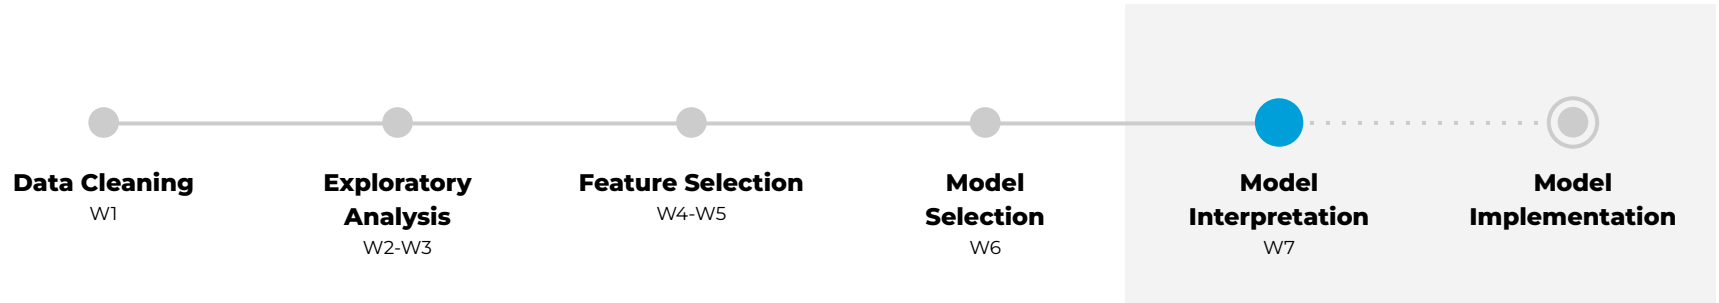 Data Cleaning
W1
Exploratory
Analysis
W2-W3
Feature Selection
W4-W5
Model
Selection
W6
Model
Interpretation
W7
Model
Implementation